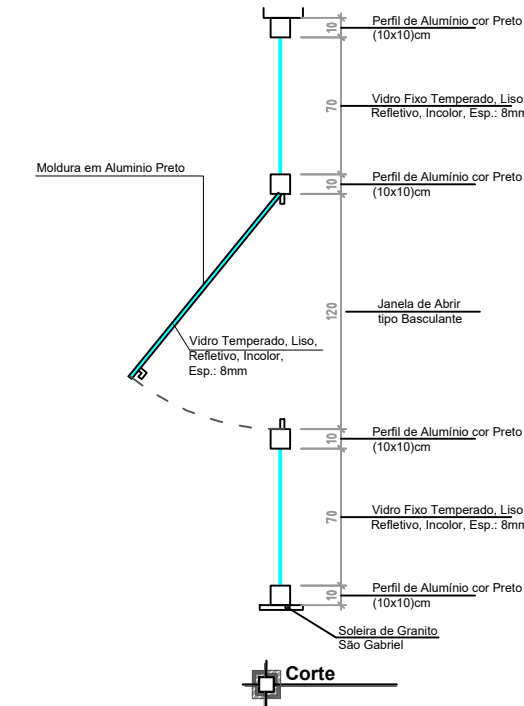 10
Perfil de Alumínio cor Preto
(10x10)cm
70
Vidro Fixo Temperado, Liso
Refletivo, Incolor, Esp.: 8mm
Moldura em Aluminio Preto
10
Perfil de Alumínio cor Preto
(10x10)cm
120
Janela de Abrir
tipo Basculante
Vidro Temperado, Liso,
Refletivo, Incolor,
Esp.: 8mm
10
Perfil de Alumínio cor Preto
(10x10)cm
70
Vidro Fixo Temperado, Liso
Refletivo, Incolor, Esp.: 8mm
10
Perfil de Alumínio cor Preto
(10x10)cm
Soleira de Granito
São Gabriel
Corte